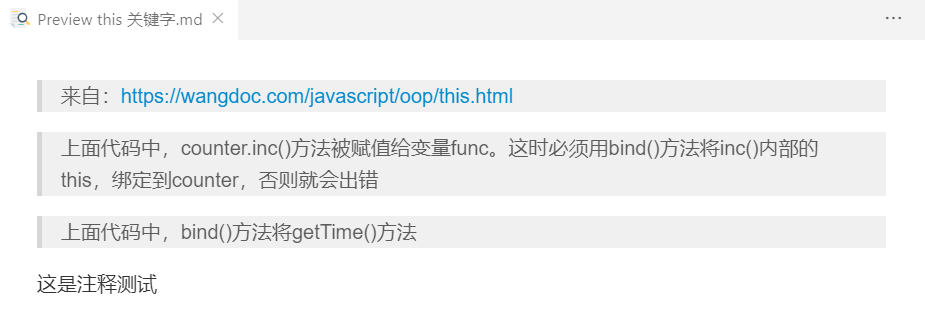 Preview this 关键字.md
来自：https://wangdoc.com/javascript/oop/this.html
上面代码中，counter.inc()方法被赋值给变量func。这时必须用bind()方法将inc()内部的
this，绑定到counter，否则就会出错
上面代码中，bind()方法将getTime()方法
这是注释测试